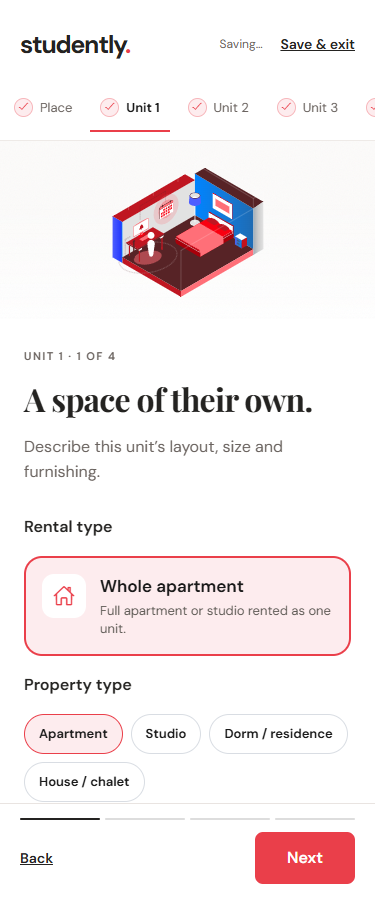 studently.
Saving…
Save & exit
Place
Unit 1
Unit 2
Unit 3
UNIT 1 · 1 OF 4
A space of their own.
Describe this unit’s layout, size and
furnishing.
Rental type
Whole apartment
Full apartment or studio rented as one
unit.
Property type
Apartment
Studio
Dorm / residence
House / chalet
Back
Next